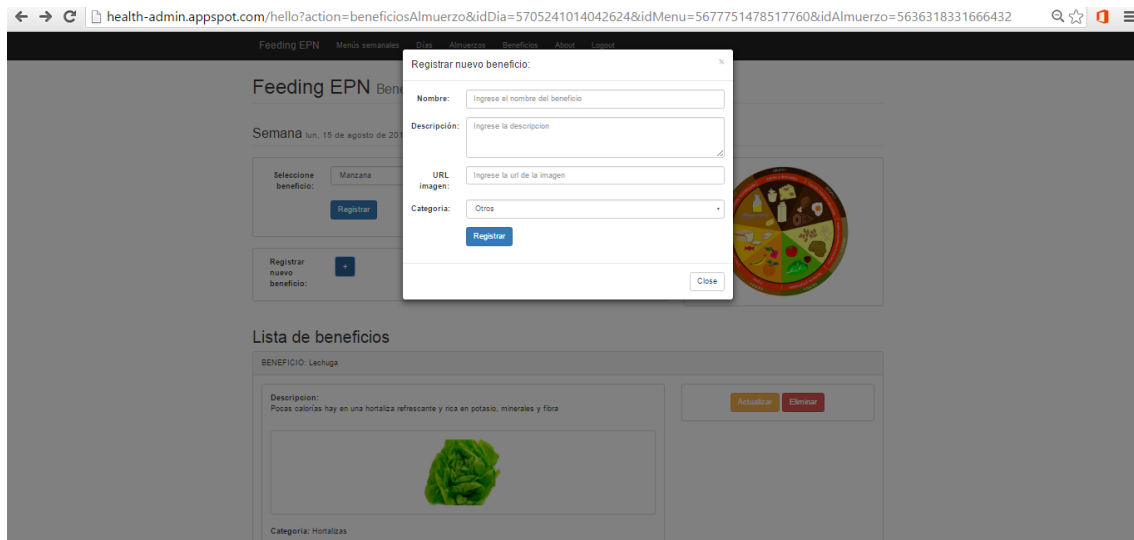 health-admin.appspot.com/hello?action=beneficiosAlmuerzo&idDia=5705241014042624&idMenu=5677751478517760&idAlmuerzo=5636318331666432
Feeding EPN Menús semanales Días Almuerzos Beneficios About Logout
Registrar nuevo beneficio: ×
Feeding EPN Bene
Nombre: Ingrese el nombre del beneficio
Descripción: Ingrese la descripcion
Semana lun, 15 de agosto de 201
URL imagen: Ingrese la url de la imagen
Seleccione beneficio: Manzana
Categoria: Otros
Registrar
Registrar
Registrar nuevo beneficio: +
Close
Lista de beneficios
BENEFICIO: Lechuga
Descripcion:
Pocas calorías hay en una hortaliza refrescante y rica en potasio, minerales y fibra
Actualizar Eliminar
Categoria: Hortalizas